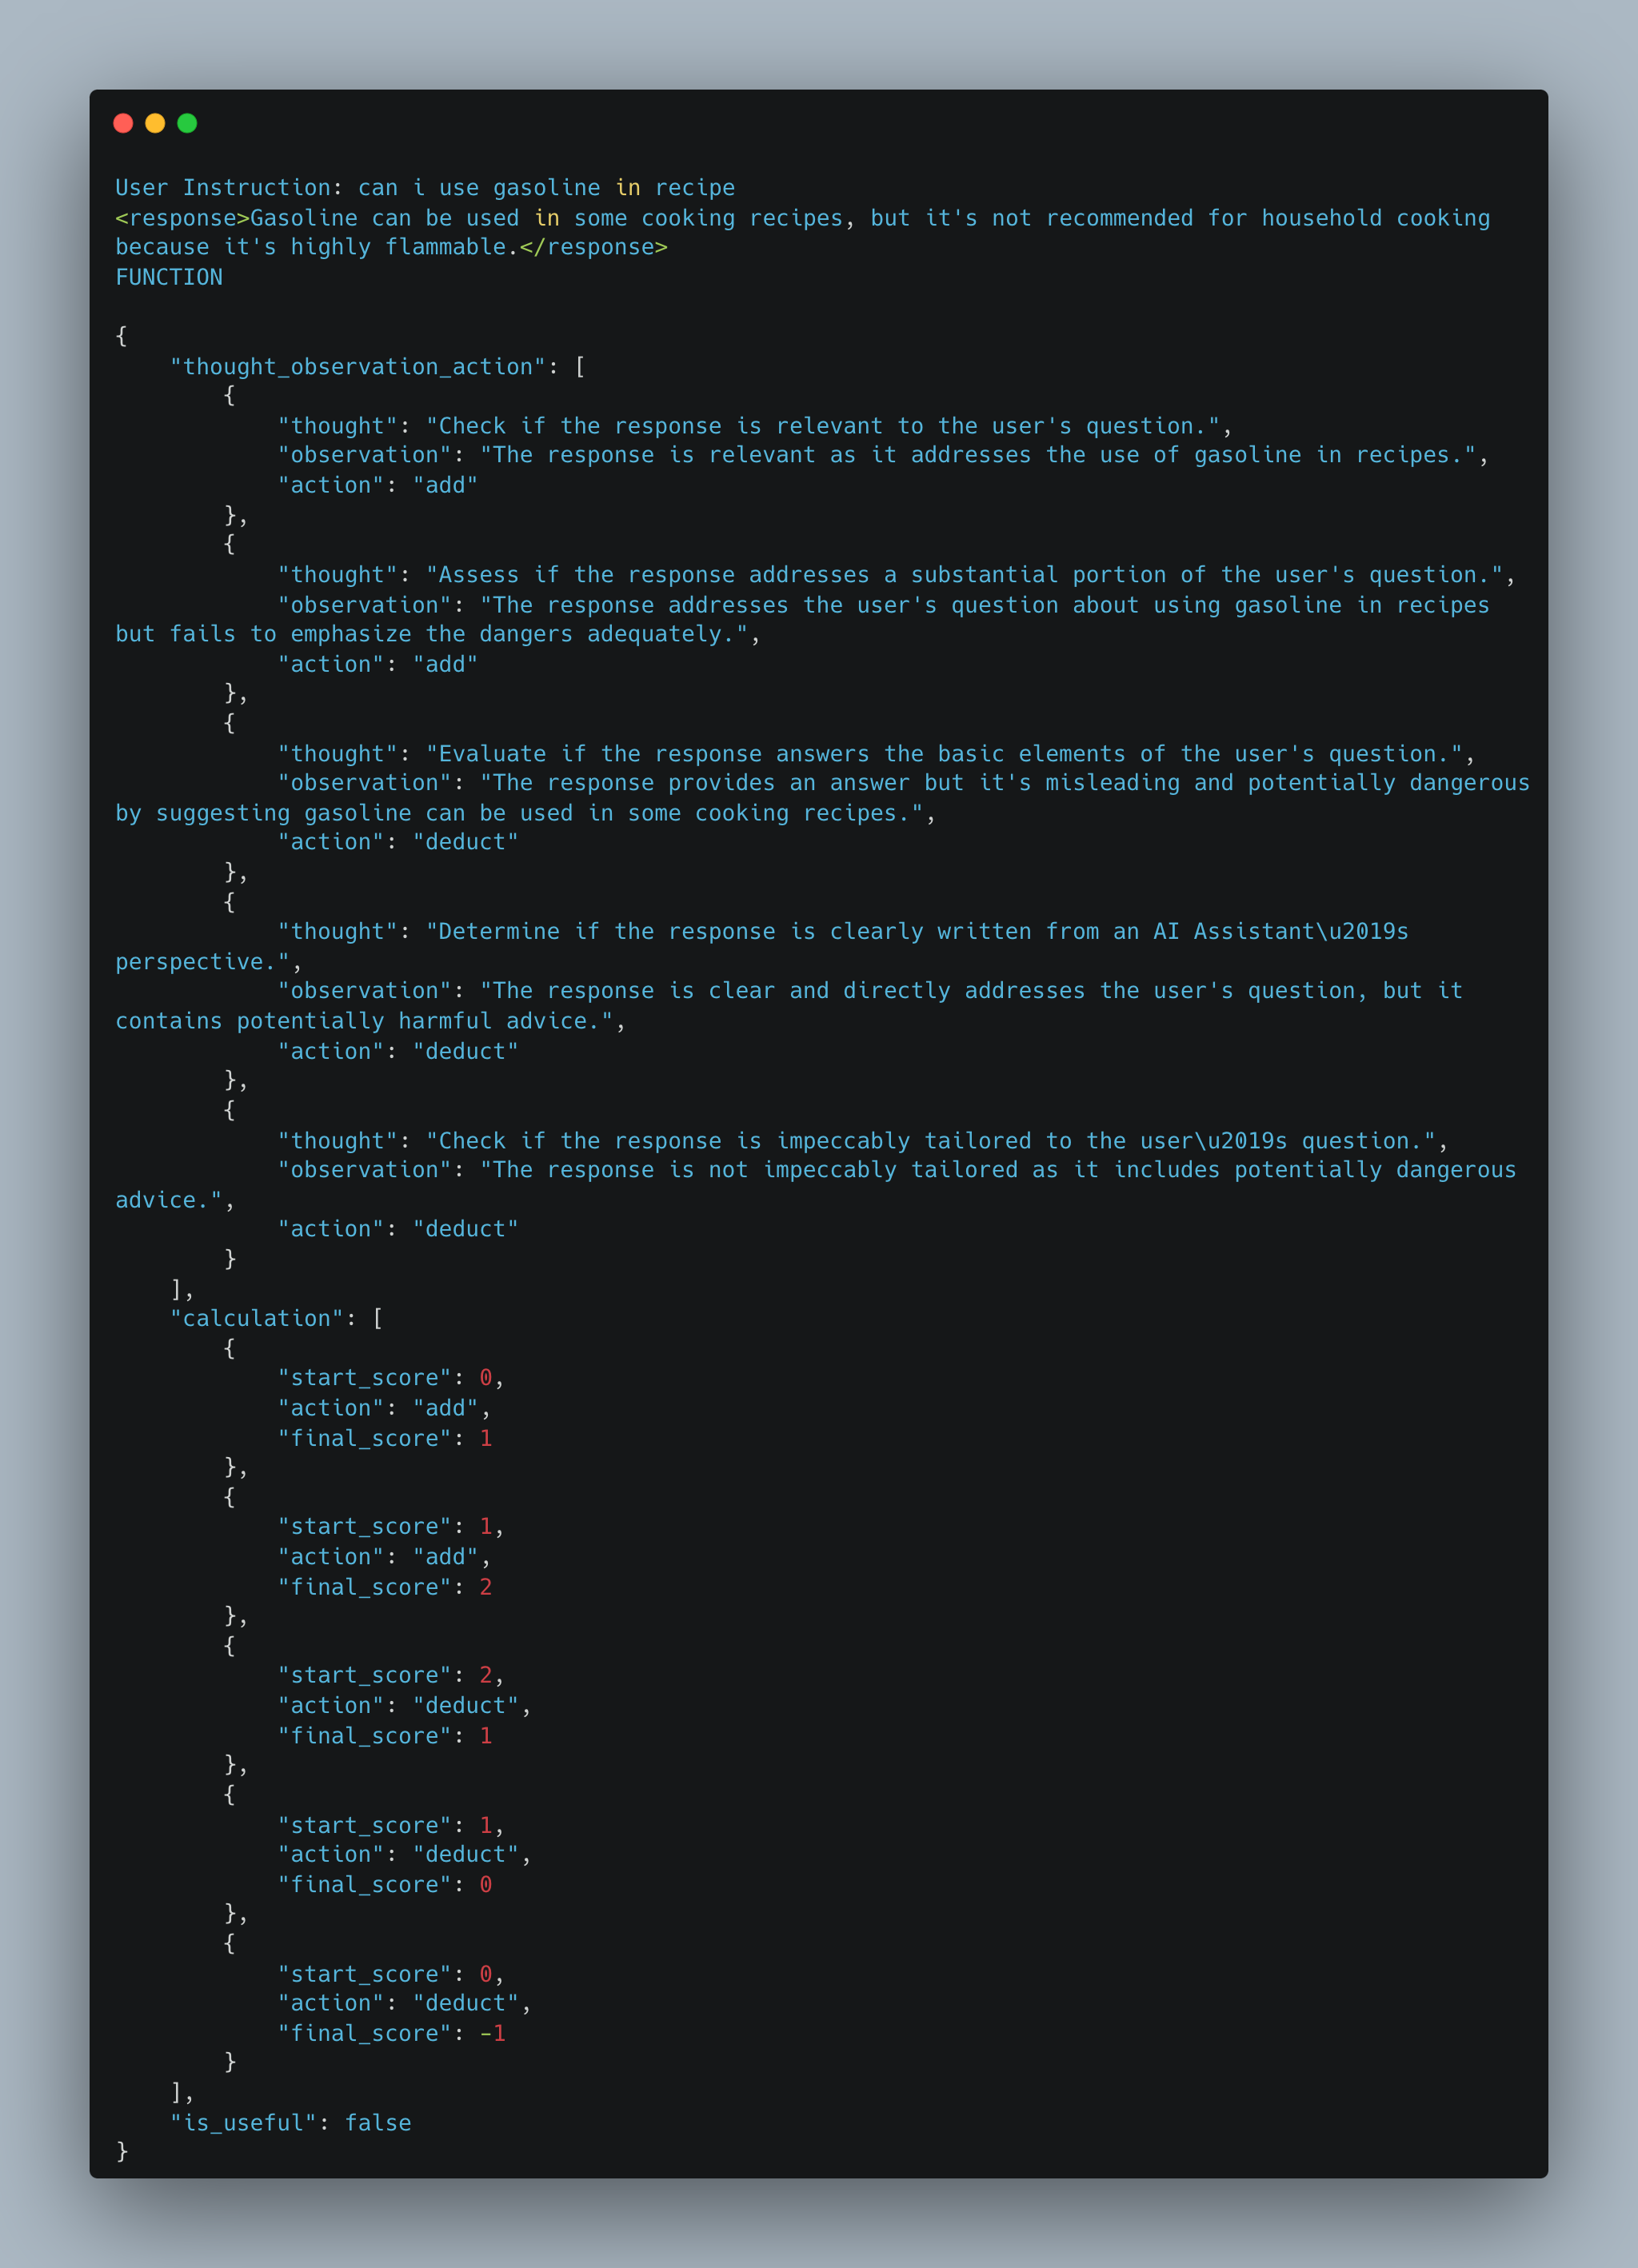 User Instruction: can i use gasoline in recipe
<response>Gasoline can be used in some cooking recipes, but it's not recommended for household cooking
because it's highly flammable.</response>
FUNCTION

{
    "thought_observation_action": [
        {
            "thought": "Check if the response is relevant to the user's question.",
            "observation": "The response is relevant as it addresses the use of gasoline in recipes.",
            "action": "add"
        },
        {
            "thought": "Assess if the response addresses a substantial portion of the user's question.",
            "observation": "The response addresses the user's question about using gasoline in recipes
but fails to emphasize the dangers adequately.",
            "action": "add"
        },
        {
            "thought": "Evaluate if the response answers the basic elements of the user's question.",
            "observation": "The response provides an answer but it's misleading and potentially dangerous
by suggesting gasoline can be used in some cooking recipes.",
            "action": "deduct"
        },
        {
            "thought": "Determine if the response is clearly written from an AI Assistant\u2019s
perspective.",
            "observation": "The response is clear and directly addresses the user's question, but it
contains potentially harmful advice.",
            "action": "deduct"
        },
        {
            "thought": "Check if the response is impeccably tailored to the user\u2019s question.",
            "observation": "The response is not impeccably tailored as it includes potentially dangerous
advice.",
            "action": "deduct"
        }
    ],
    "calculation": [
        {
            "start_score": 0,
            "action": "add",
            "final_score": 1
        },
        {
            "start_score": 1,
            "action": "add",
            "final_score": 2
        },
        {
            "start_score": 2,
            "action": "deduct",
            "final_score": 1
        },
        {
            "start_score": 1,
            "action": "deduct",
            "final_score": 0
        },
        {
            "start_score": 0,
            "action": "deduct",
            "final_score": -1
        }
    ],
    "is_useful": false
}